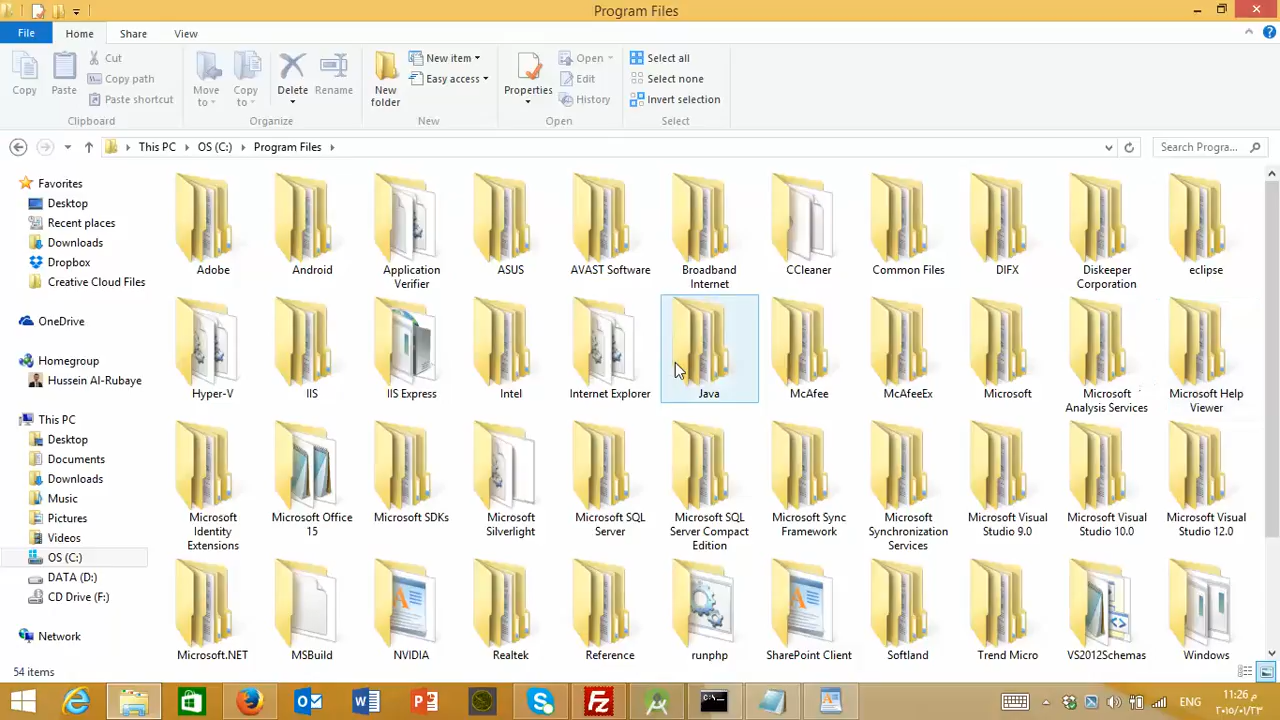 Program Files
File
Home
Share
View
Copy
Paste
Cut
Copy path
Paste shortcut
Clipboard
Move to
Copy to
Delete
Rename
Organize
New folder
New item
Easy access
New
Properties
Open
Edit
History
Open
Select all
Select none
Invert selection
Select
This PC
OS (C:)
Program Files
Search Progra...
Favorites
Desktop
Recent places
Downloads
Dropbox
Creative Cloud Files
OneDrive
Homegroup
Hussein Al-Rubaye
This PC
Desktop
Documents
Downloads
Music
Pictures
Videos
OS (C:)
DATA (D:)
CD Drive (F:)
Network
Adobe
Android
Application Verifier
ASUS
AVAST Software
Broadband Internet
CCleaner
Common Files
DIFX
Diskeeper Corporation
eclipse
Hyper-V
IIS
IIS Express
Intel
Internet Explorer
Java
McAfee
McAfeeEx
Microsoft
Microsoft Analysis Services
Microsoft Help Viewer
Microsoft Identity Extensions
Microsoft Office 15
Microsoft SDKs
Microsoft Silverlight
Microsoft SQL Server
Microsoft SQL Server Compact Edition
Microsoft Sync Framework
Microsoft Synchronization Services
Microsoft Visual Studio 9.0
Microsoft Visual Studio 10.0
Microsoft Visual Studio 12.0
Microsoft.NET
MSBuild
NVIDIA
Realtek
Reference
runphp
SharePoint Client
Softland
Trend Micro
VS2012Schemas
Windows
54 items
ENG
11:26 م